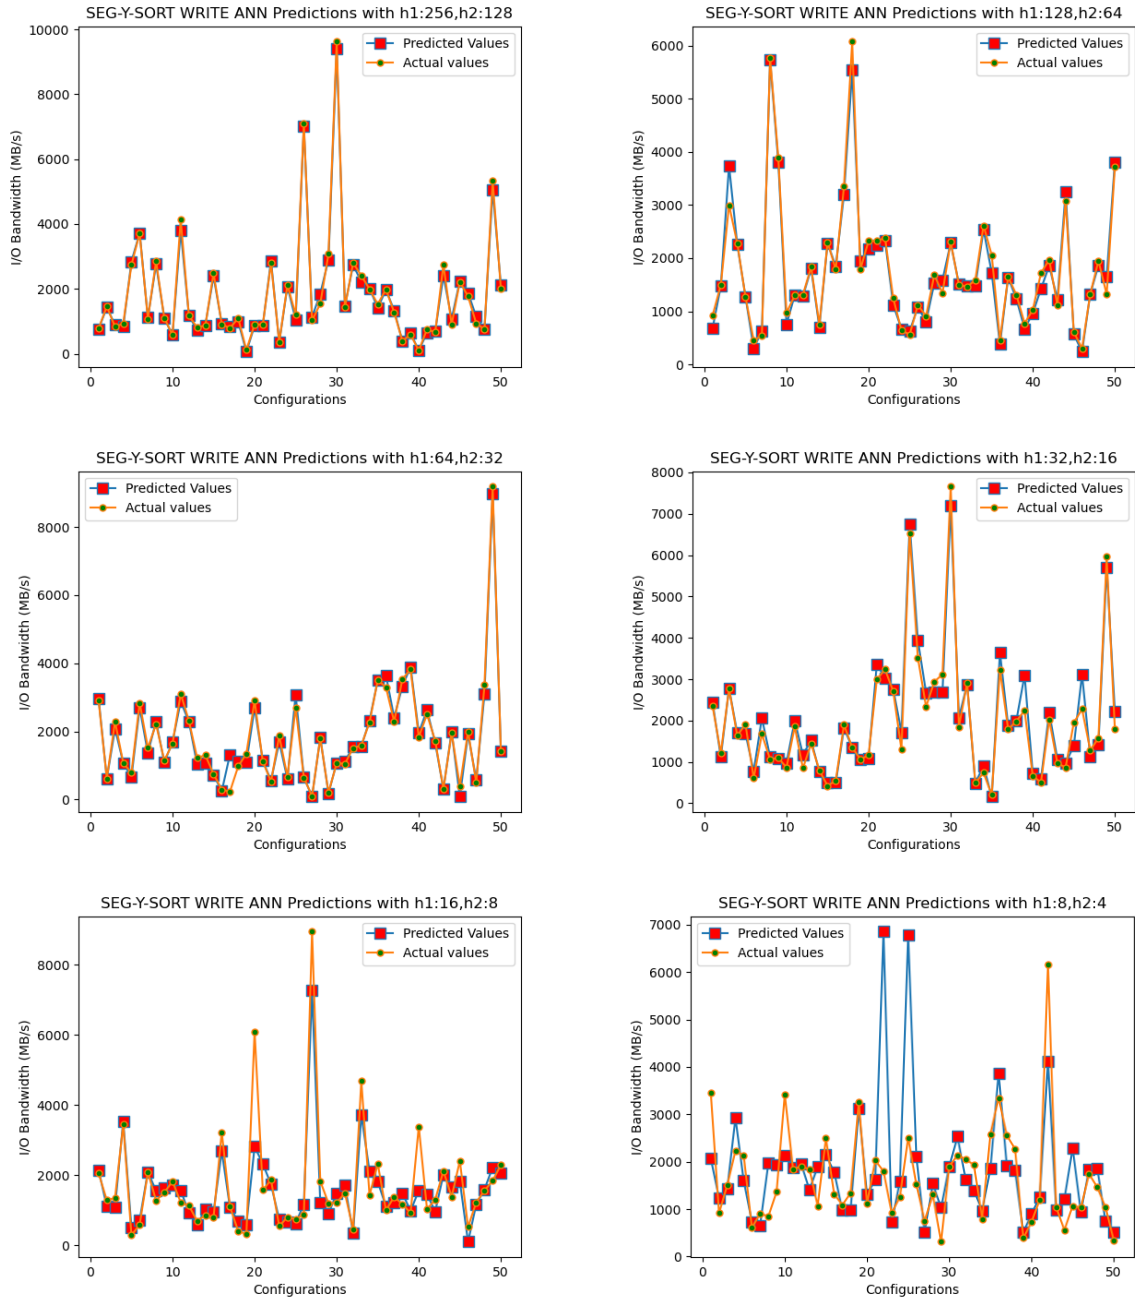 SEG-Y-SORT WRITE ANN Predictions with h1:256,h2:128
10000
8000
6000
4000
2000
0
I/O Bandwidth (MB/s)
Predicted Values
Actual values
0 10 20 30 40 50
Configurations
SEG-Y-SORT WRITE ANN Predictions with h1:128,h2:64
6000
5000
4000
3000
2000
1000
0
I/O Bandwidth (MB/s)
Predicted Values
Actual values
0 10 20 30 40 50
Configurations
SEG-Y-SORT WRITE ANN Predictions with h1:64,h2:32
8000
6000
4000
2000
0
I/O Bandwidth (MB/s)
Predicted Values
Actual values
0 10 20 30 40 50
Configurations
SEG-Y-SORT WRITE ANN Predictions with h1:32,h2:16
8000
7000
6000
5000
4000
3000
2000
1000
0
I/O Bandwidth (MB/s)
Predicted Values
Actual values
0 10 20 30 40 50
Configurations
SEG-Y-SORT WRITE ANN Predictions with h1:16,h2:8
8000
6000
4000
2000
0
I/O Bandwidth (MB/s)
Predicted Values
Actual values
0 10 20 30 40 50
Configurations
SEG-Y-SORT WRITE ANN Predictions with h1:8,h2:4
7000
6000
5000
4000
3000
2000
1000
0
I/O Bandwidth (MB/s)
Predicted Values
Actual values
0 10 20 30 40 50
Configurations